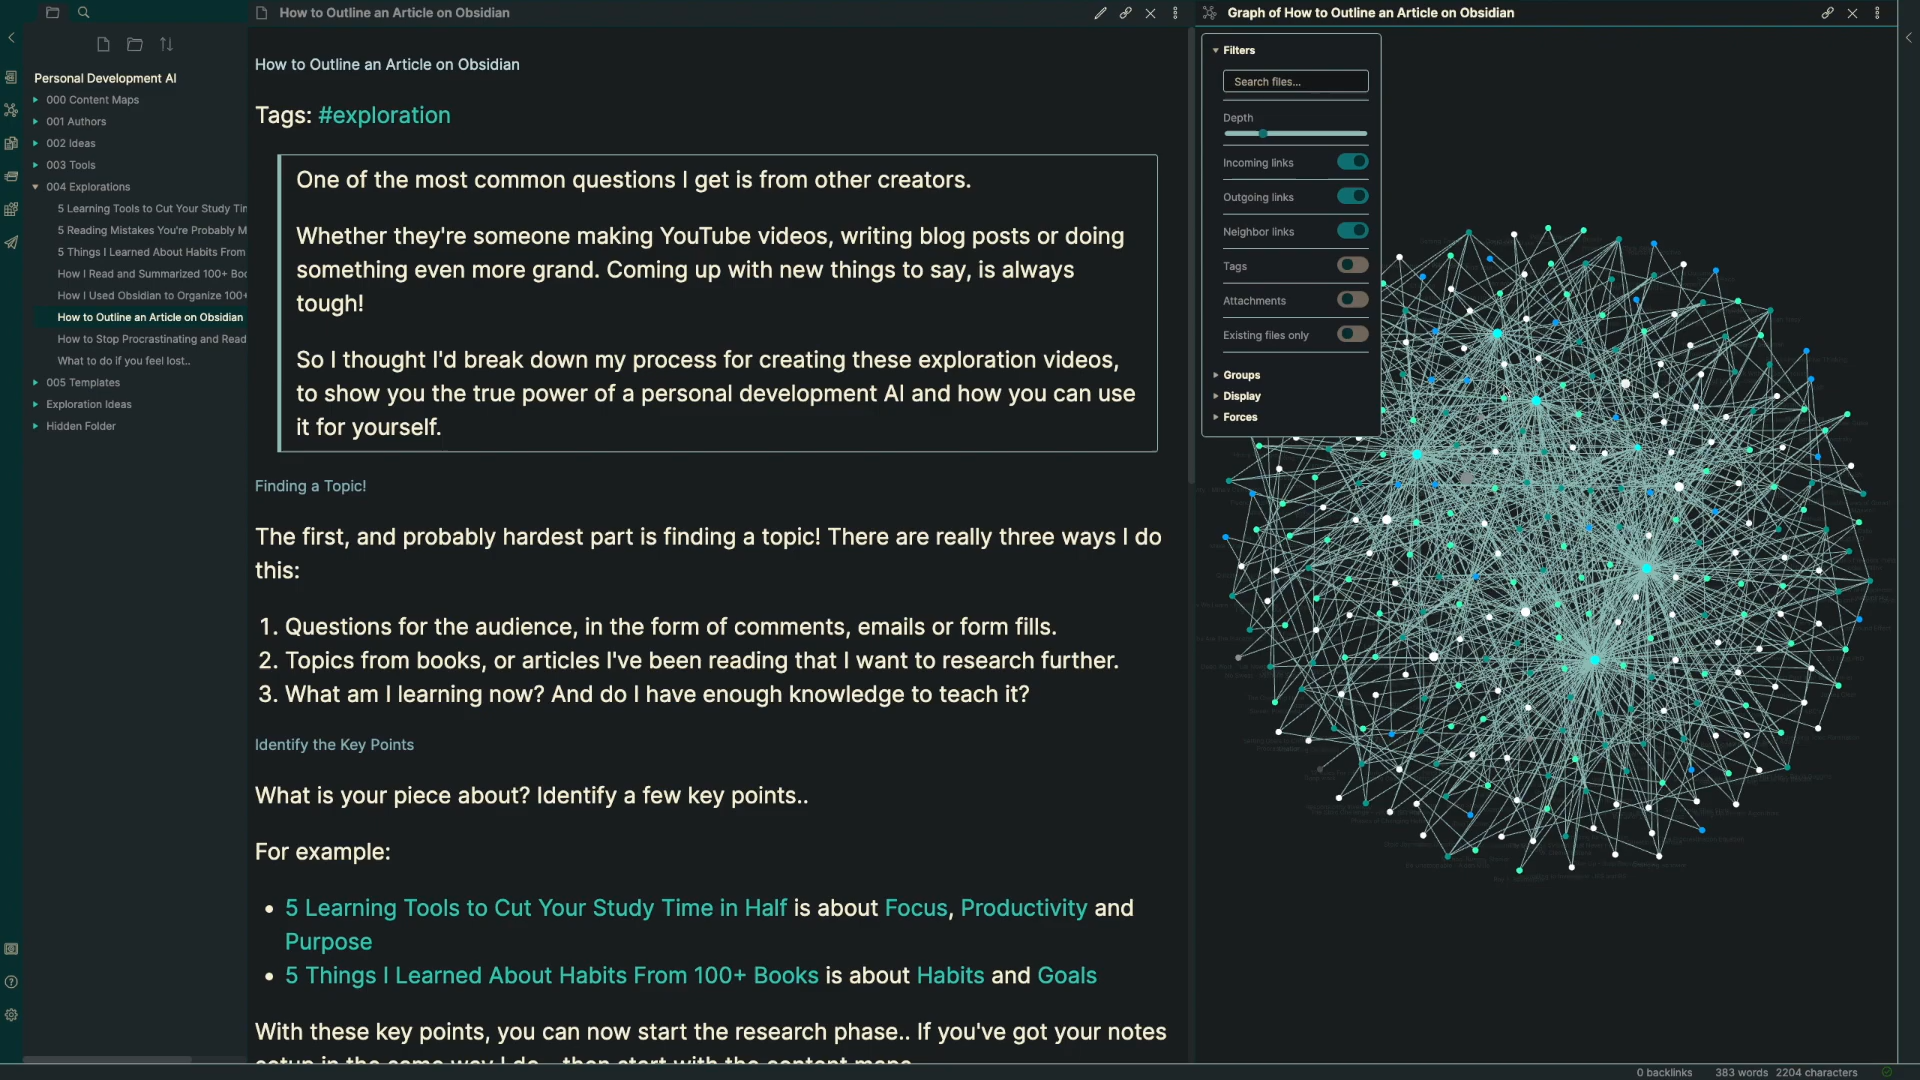 How to Outline an Article on Obsidian
Graph of How to Outline an Article on Obsidian
Personal Development AI
000 Content Maps
001 Authors
002 Ideas
003 Tools
004 Explorations
5 Learning Tools to Cut Your Study Tin
5 Reading Mistakes You're Probably M
5 Things I Learned About Habits From
How I Read and Summarized 100+ Boo
How I Used Obsidian to Organize 100+
How to Outline an Article on Obsidian
How to Stop Procrastinating and Read
What to do if you feel lost..
005 Templates
Exploration Ideas
Hidden Folder
How to Outline an Article on Obsidian
Tags: #exploration
One of the most common questions I get is from other creators.
Whether they're someone making YouTube videos, writing blog posts or doing
something even more grand. Coming up with new things to say, is always
tough!
So I thought I'd break down my process for creating these exploration videos,
to show you the true power of a personal development AI and how you can use
it for yourself.
Finding a Topic!
The first, and probably hardest part is finding a topic! There are really three ways I do
this:
1. Questions for the audience, in the form of comments, emails or form fills.
2. Topics from books, or articles I've been reading that I want to research further.
3. What am I learning now? And do I have enough knowledge to teach it?
Identify the Key Points
What is your piece about? Identify a few key points..
For example:
• 5 Learning Tools to Cut Your Study Time in Half is about Focus, Productivity and
Purpose
• 5 Things I Learned About Habits From 100+ Books is about Habits and Goals
With these key points, you can now start the research phase.. If you've got your notes
setup in the same way I do.. then start with the content maps
Filters
Search files...
Depth
Incoming links
Outgoing links
Neighbor links
Tags
Attachments
Existing files only
Groups
Display
Forces
0 backlinks
383 words
2204 characters